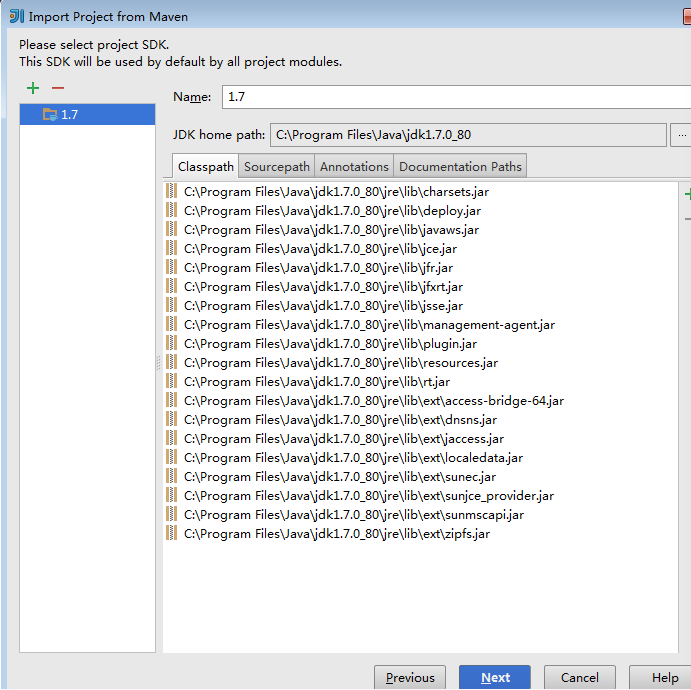 Import Project from Maven
Please select project SDK.
This SDK will be used by default by all project modules.
1.7
Name: 1.7
JDK home path: C:\Program Files\Java\jdk1.7.0_80 ...
Classpath Sourcepath Annotations Documentation Paths
C:\Program Files\Java\jdk1.7.0_80\jre\lib\charsets.jar
C:\Program Files\Java\jdk1.7.0_80\jre\lib\deploy.jar
C:\Program Files\Java\jdk1.7.0_80\jre\lib\javaws.jar
C:\Program Files\Java\jdk1.7.0_80\jre\lib\jce.jar
C:\Program Files\Java\jdk1.7.0_80\jre\lib\jfr.jar
C:\Program Files\Java\jdk1.7.0_80\jre\lib\jfxrt.jar
C:\Program Files\Java\jdk1.7.0_80\jre\lib\jsse.jar
C:\Program Files\Java\jdk1.7.0_80\jre\lib\management-agent.jar
C:\Program Files\Java\jdk1.7.0_80\jre\lib\plugin.jar
C:\Program Files\Java\jdk1.7.0_80\jre\lib\resources.jar
C:\Program Files\Java\jdk1.7.0_80\jre\lib\rt.jar
C:\Program Files\Java\jdk1.7.0_80\jre\lib\ext\access-bridge-64.jar
C:\Program Files\Java\jdk1.7.0_80\jre\lib\ext\dnsns.jar
C:\Program Files\Java\jdk1.7.0_80\jre\lib\ext\jaccess.jar
C:\Program Files\Java\jdk1.7.0_80\jre\lib\ext\localedata.jar
C:\Program Files\Java\jdk1.7.0_80\jre\lib\ext\sunec.jar
C:\Program Files\Java\jdk1.7.0_80\jre\lib\ext\sunjce_provider.jar
C:\Program Files\Java\jdk1.7.0_80\jre\lib\ext\sunmscapi.jar
C:\Program Files\Java\jdk1.7.0_80\jre\lib\ext\zipfs.jar
Previous Next Cancel Help